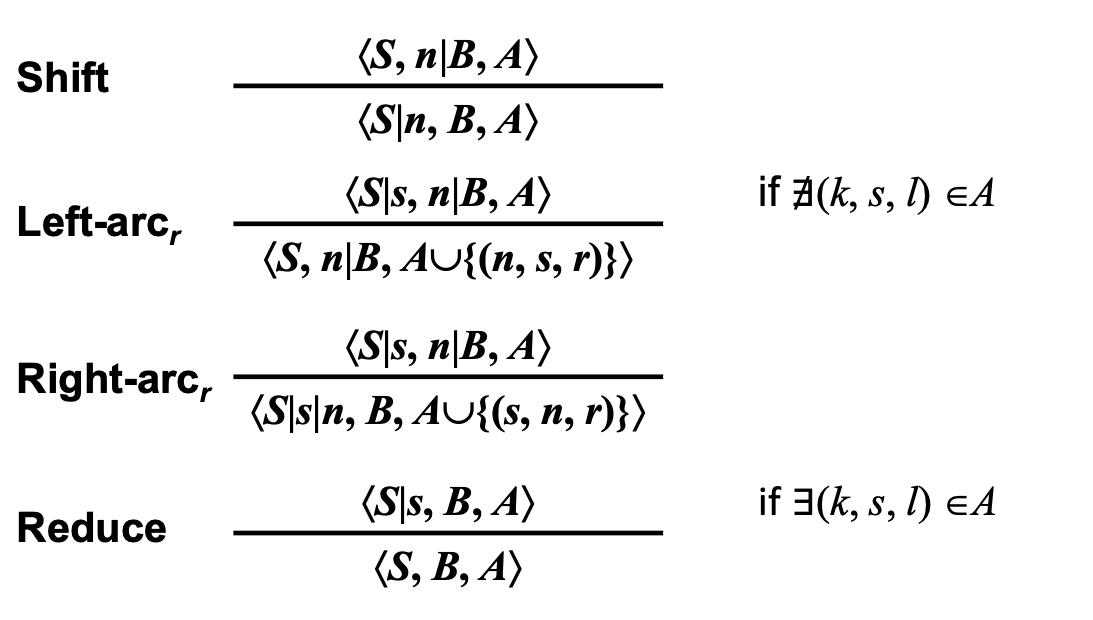 ⟨S, n|B, A⟩
Shift
⟨S|n, B, A⟩
⟨S|s, n|B, A⟩ if ∄(k, s, l) ∈A
Left-arcᵣ
⟨S, n|B, A∪{(n, s, r)}⟩
⟨S|s, n|B, A⟩
Right-arcᵣ
⟨S|s|n, B, A∪{(s, n, r)}⟩
⟨S|s, B, A⟩ if ∃(k, s, l) ∈A
Reduce
⟨S, B, A⟩